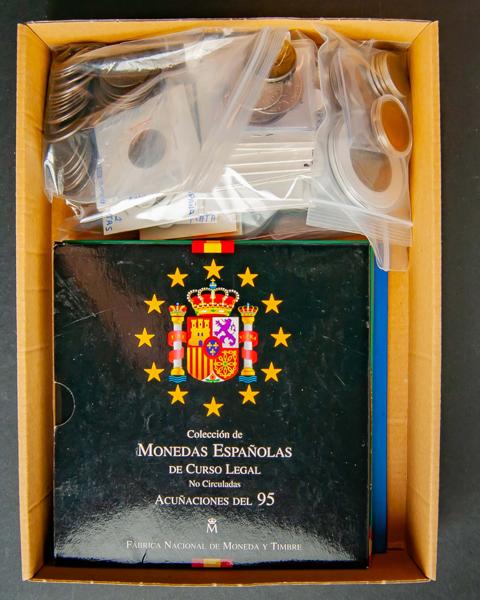 Colección de
MONEDAS ESPAÑOLAS
DE CURSO LEGAL
No Circuladas
ACUÑACIONES DEL 95
M
FÁBRICA NACIONAL DE MONEDA Y TIMBRE